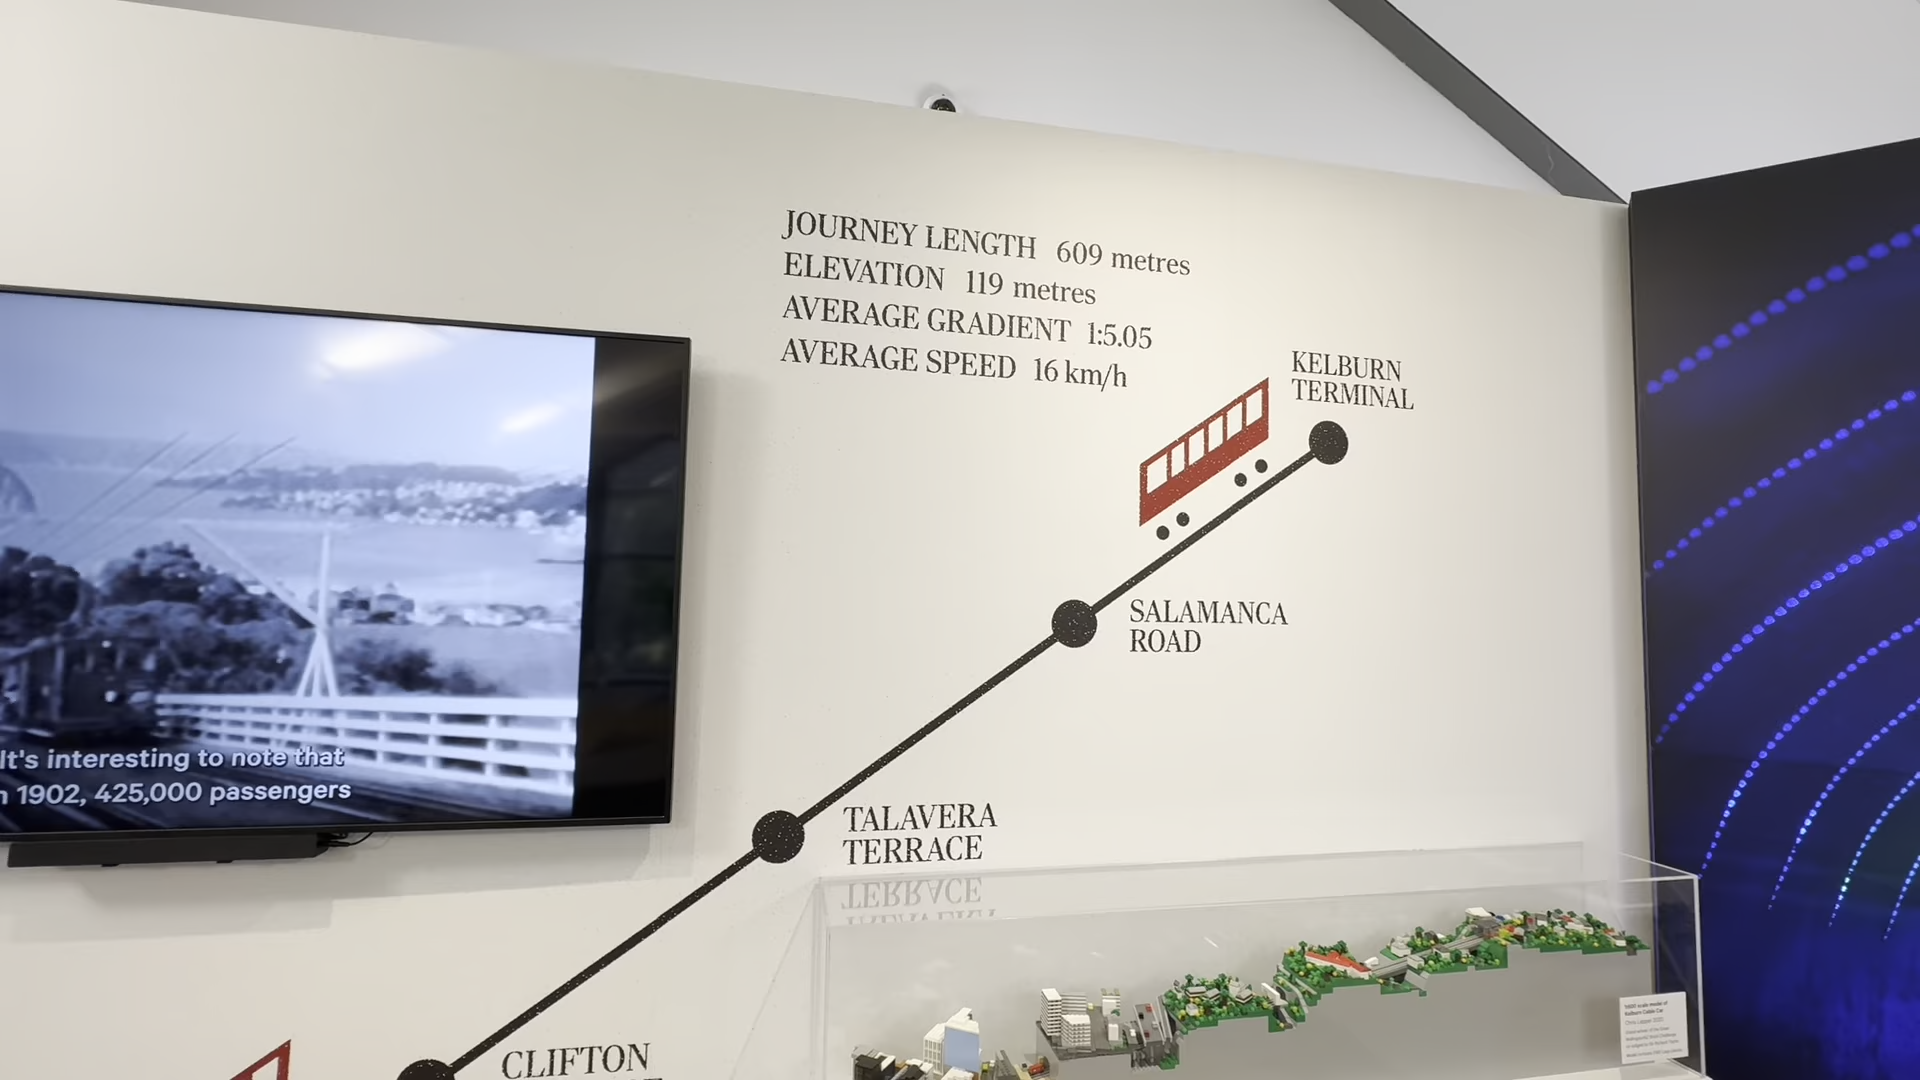 JOURNEY LENGTH 609 metres
ELEVATION 119 metres
AVERAGE GRADIENT 1:5.05
AVERAGE SPEED 16 km/h
KELBURN
TERMINAL
SALAMANCA
ROAD
It's interesting to note that
1902, 425,000 passengers
TALAVERA
TERRACE
CLIFTON